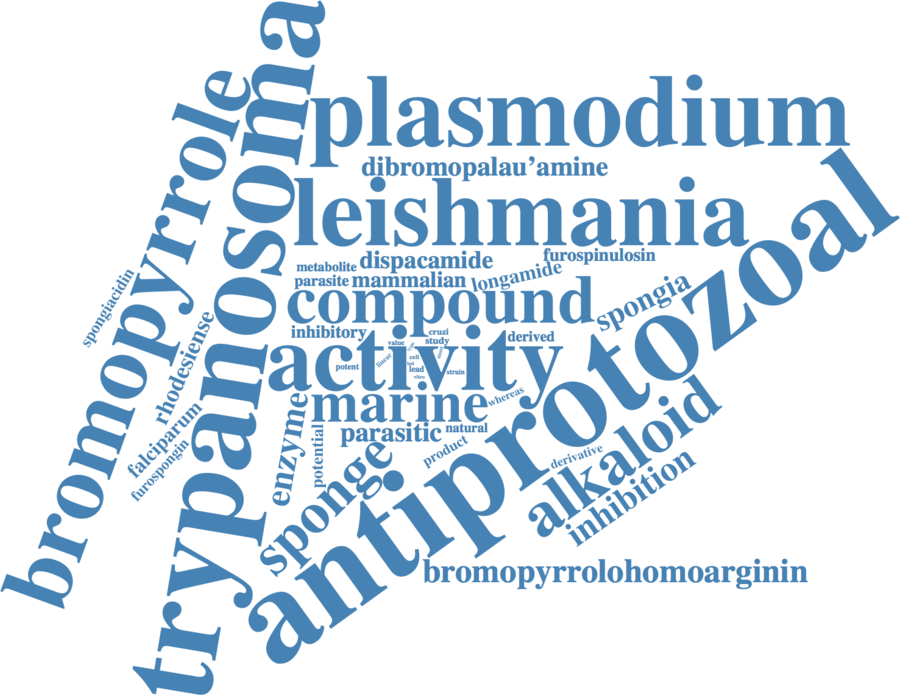 trypanosoma
bromopyrrole
plasmodium
dibromopalau’amine
leishmania
furospinulosin
dispacamide
metabolite
longamide
parasite
mammalian
spongiacidin
compound
spongia
inhibitory
cruzi
derived
study
value
activity
antiprotozoal
cell
linear
potent
lead
strain
rhodesiense
marine
whereas
enzyme
falciparum
furospongin
potential
parasitic
natural
product
sponge
alkaloid
derivative
inhibition
bromopyrrolohomoarginin